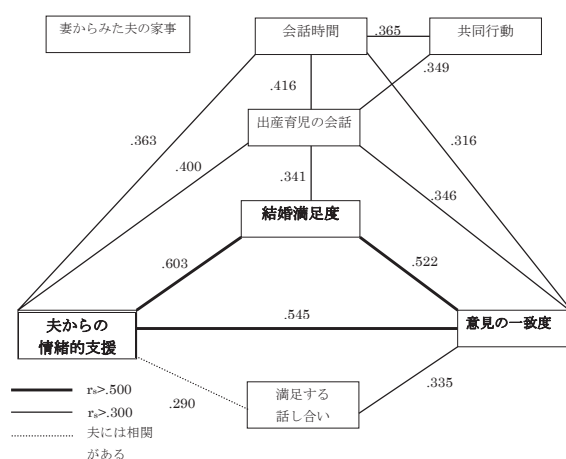 妻からみた夫の家事
会話時間
.365
共同行動
.416
.349
出産育児の会話
.363
.400
.316
.341
.346
結婚満足度
.603
.522
夫からの
情緒的支援
.545
意見の一致度
.290
満足する
話し合い
.335
rs>.500
rs>.300
夫には相関
がある